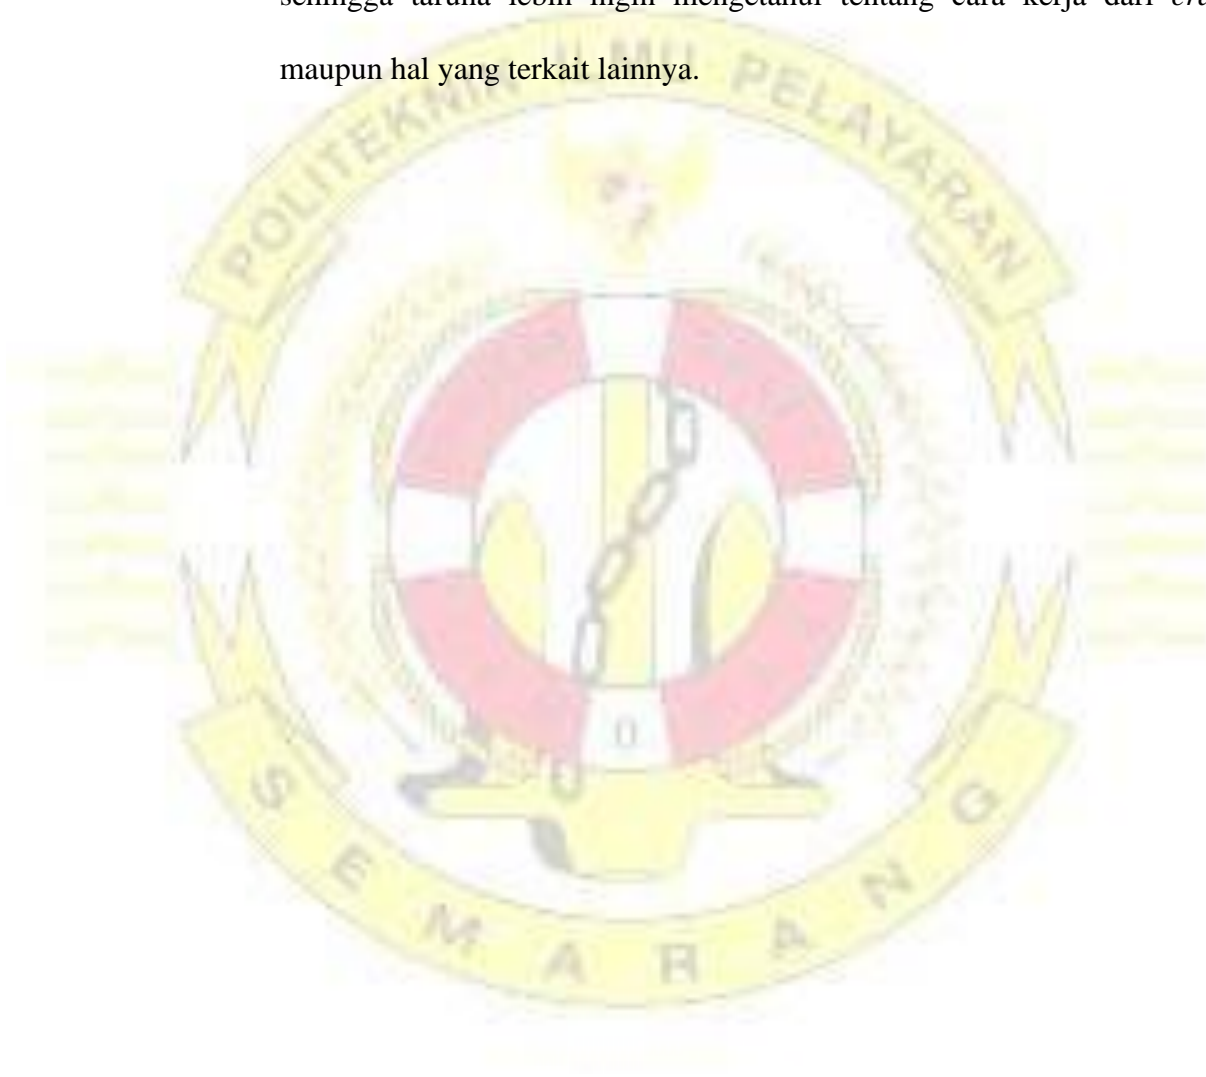 sehingga taruna lebih ingin mengetahui tentang cara kerja dari
maupun hal yang terkait lainnya.
POLITEKNIK ILMU PELAYARAN
SEMARANG